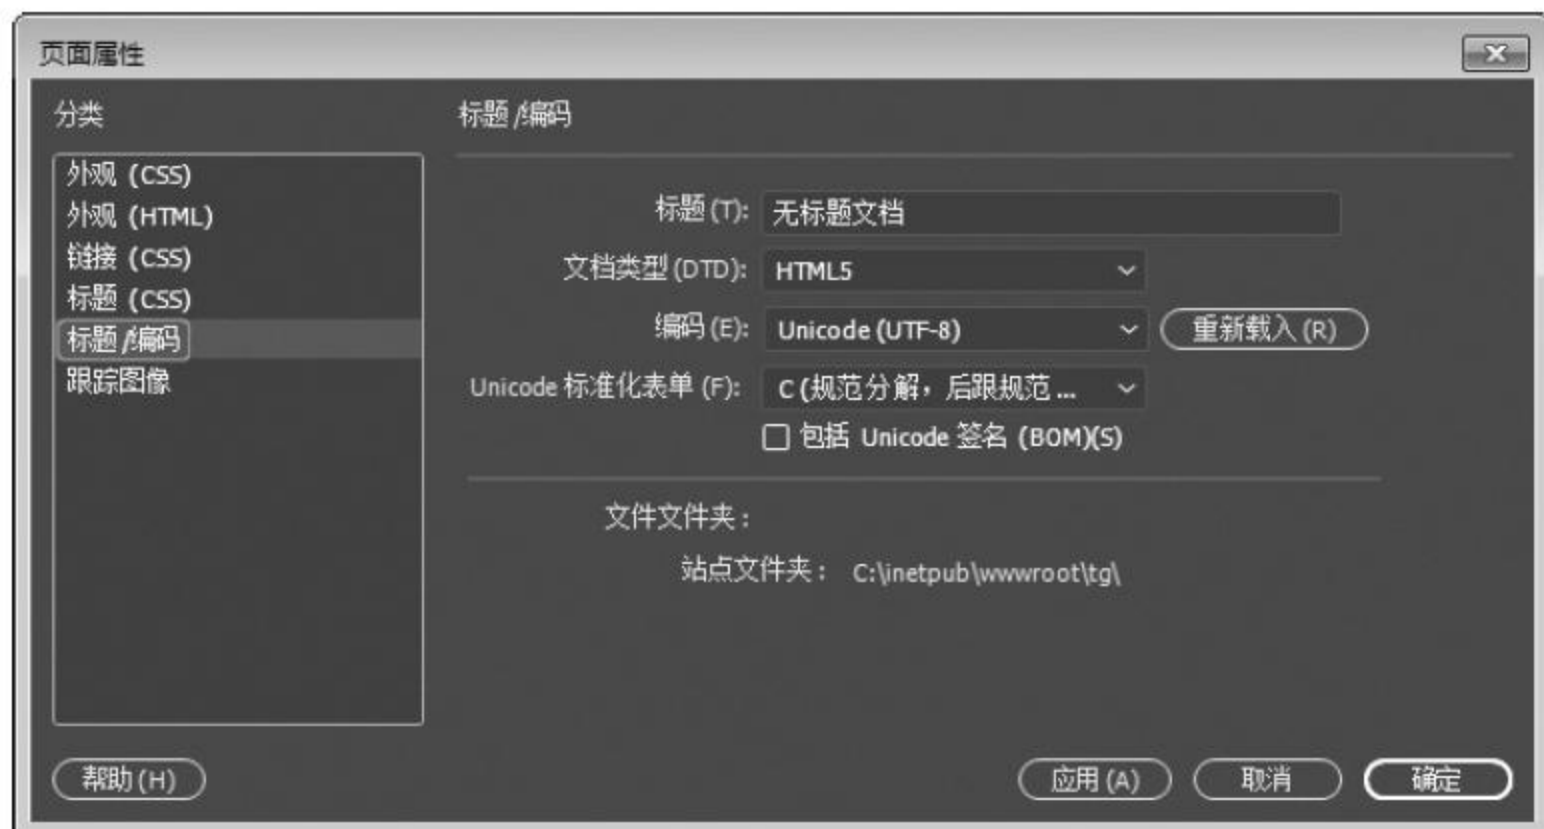 页面属性
分类
外观 (CSS)
外观 (HTML)
链接 (CSS)
标题 (CSS)
标题/编码
跟踪图像
标题/编码
标题(T): 无标题文档
文档类型(DTD): HTML5
编码(E): Unicode (UTF-8) 重新载入(R)
Unicode 标准化表单(F): C (规范分解，后跟规范 ...
包括 Unicode 签名 (BOM)(S)
文件文件夹：
站点文件夹： C:\inetpub\wwwroot\tg\
帮助(H) 应用(A) 取消 确定